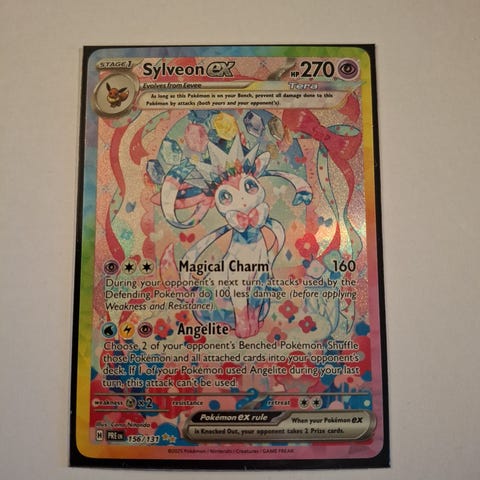 STAGE 1
Sylveon ex
HP 270
Evolves from Eevee
Tera
As long as this Pokémon is on your Bench, prevent all damage done to this
Pokémon by attacks (both yours and your opponent's).
Magical Charm 160
During your opponent's next turn, attacks used by the
Defending Pokémon do 100 less damage (before applying
Weakness and Resistance).
Angelite
Choose 2 of your opponent's Benched Pokémon. Shuffle
those Pokémon and all attached cards into your opponent's
deck. If 1 of your Pokémon used Angelite during your last
turn, this attack can't be used.
weakness ×2 resistance retreat
Illus.
Pokémon ex rule
When your Pokémon ex
is Knocked Out, your opponent takes 2 Prize cards.
H PRE EN 156/131
©2025 Pokémon / Nintendo / Creatures / GAME FREAK